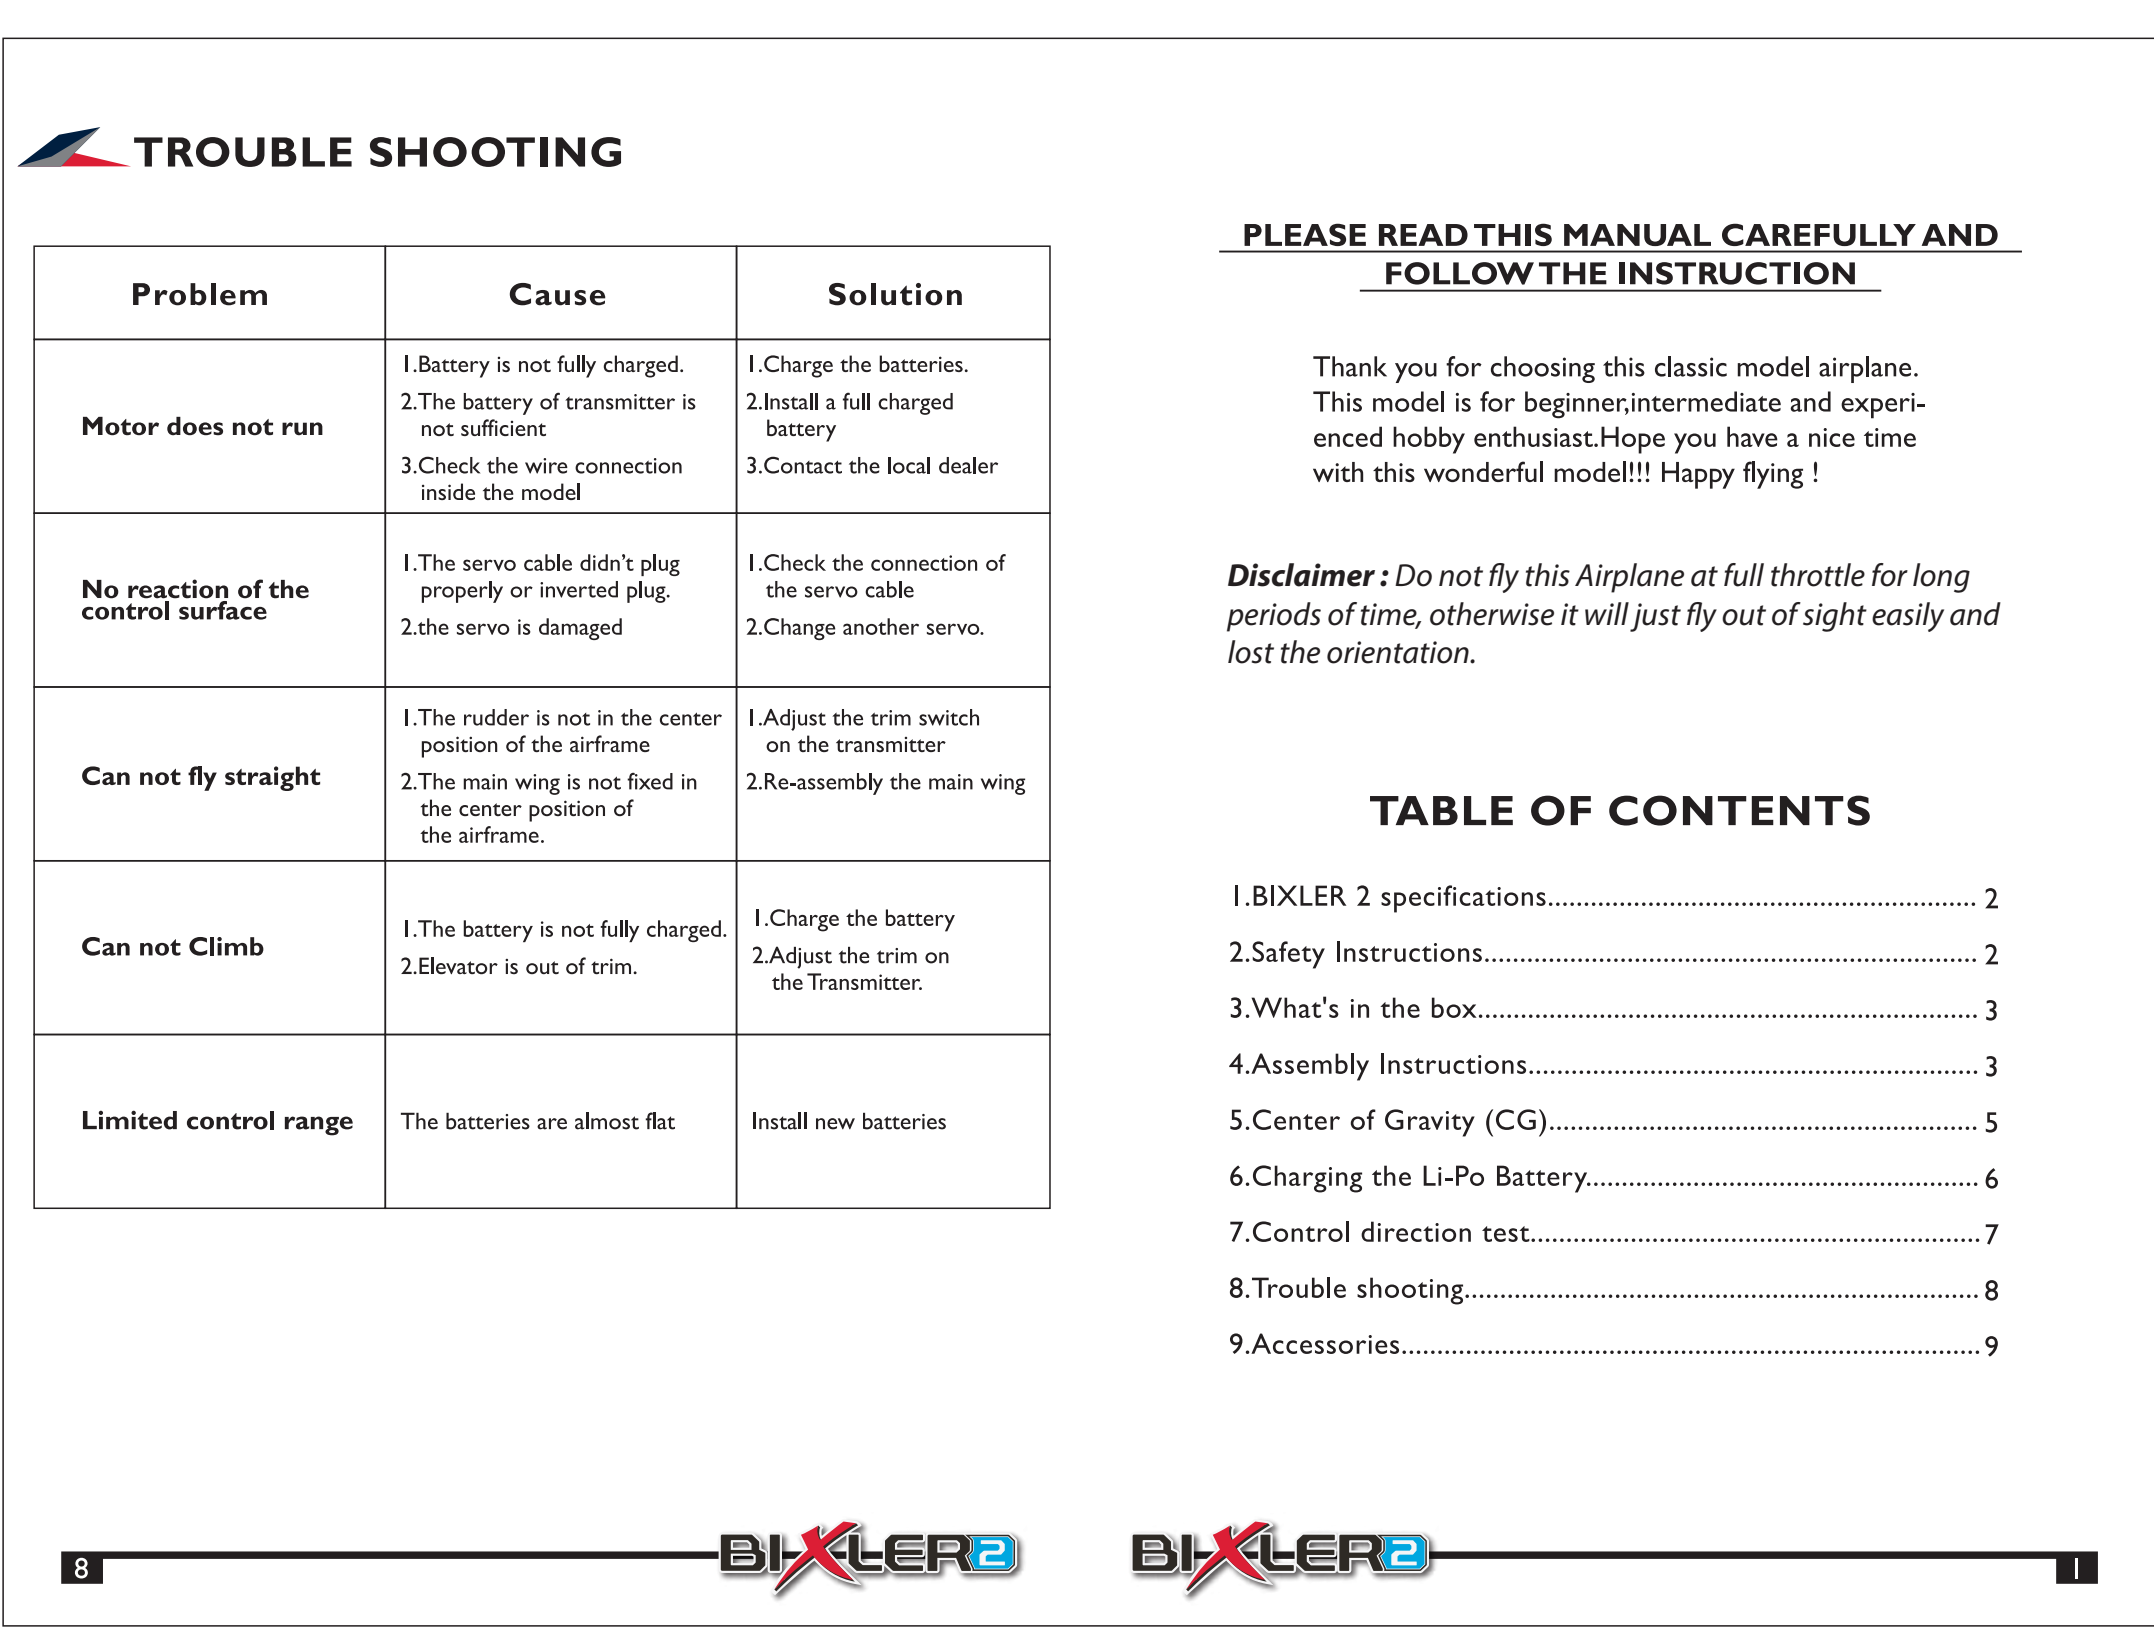 TROUBLE SHOOTING
Problem
Cause
Solution
Motor does not run
1.Battery is not fully charged.
2.The battery of transmitter is
not sufficient
3.Check the wire connection
inside the model
1.Charge the batteries.
2.Install a full charged
battery
3.Contact the local dealer
No reaction of the
control surface
1.The servo cable didn't plug
properly or inverted plug.
2.the servo is damaged
1.Check the connection of
the servo cable
2.Change another servo.
Can not fly straight
1.The rudder is not in the center
position of the airframe
2.The main wing is not fixed in
the center position of
the airframe.
1.Adjust the trim switch
on the transmitter
2.Re-assembly the main wing
Can not Climb
1.The battery is not fully charged.
2.Elevator is out of trim.
1.Charge the battery
2.Adjust the trim on
the Transmitter.
Limited control range
The batteries are almost flat
Install new batteries
8
BIXLER2
PLEASE READ THIS MANUAL CAREFULLY AND
FOLLOW THE INSTRUCTION
Thank you for choosing this classic model airplane.
This model is for beginner,intermediate and experi-
enced hobby enthusiast.Hope you have a nice time
with this wonderful model!!! Happy flying !
Disclaimer : Do not fly this Airplane at full throttle for long
periods of time, otherwise it will just fly out of sight easily and
lost the orientation.
TABLE OF CONTENTS
1.BIXLER 2 specifications............................................................ 2
2.Safety Instructions..................................................................... 2
3.What's in the box...................................................................... 3
4.Assembly Instructions............................................................... 3
5.Center of Gravity (CG)............................................................ 5
6.Charging the Li-Po Battery....................................................... 6
7.Control direction test............................................................... 7
8.Trouble shooting........................................................................ 8
9.Accessories................................................................................. 9
BIXLER2
1